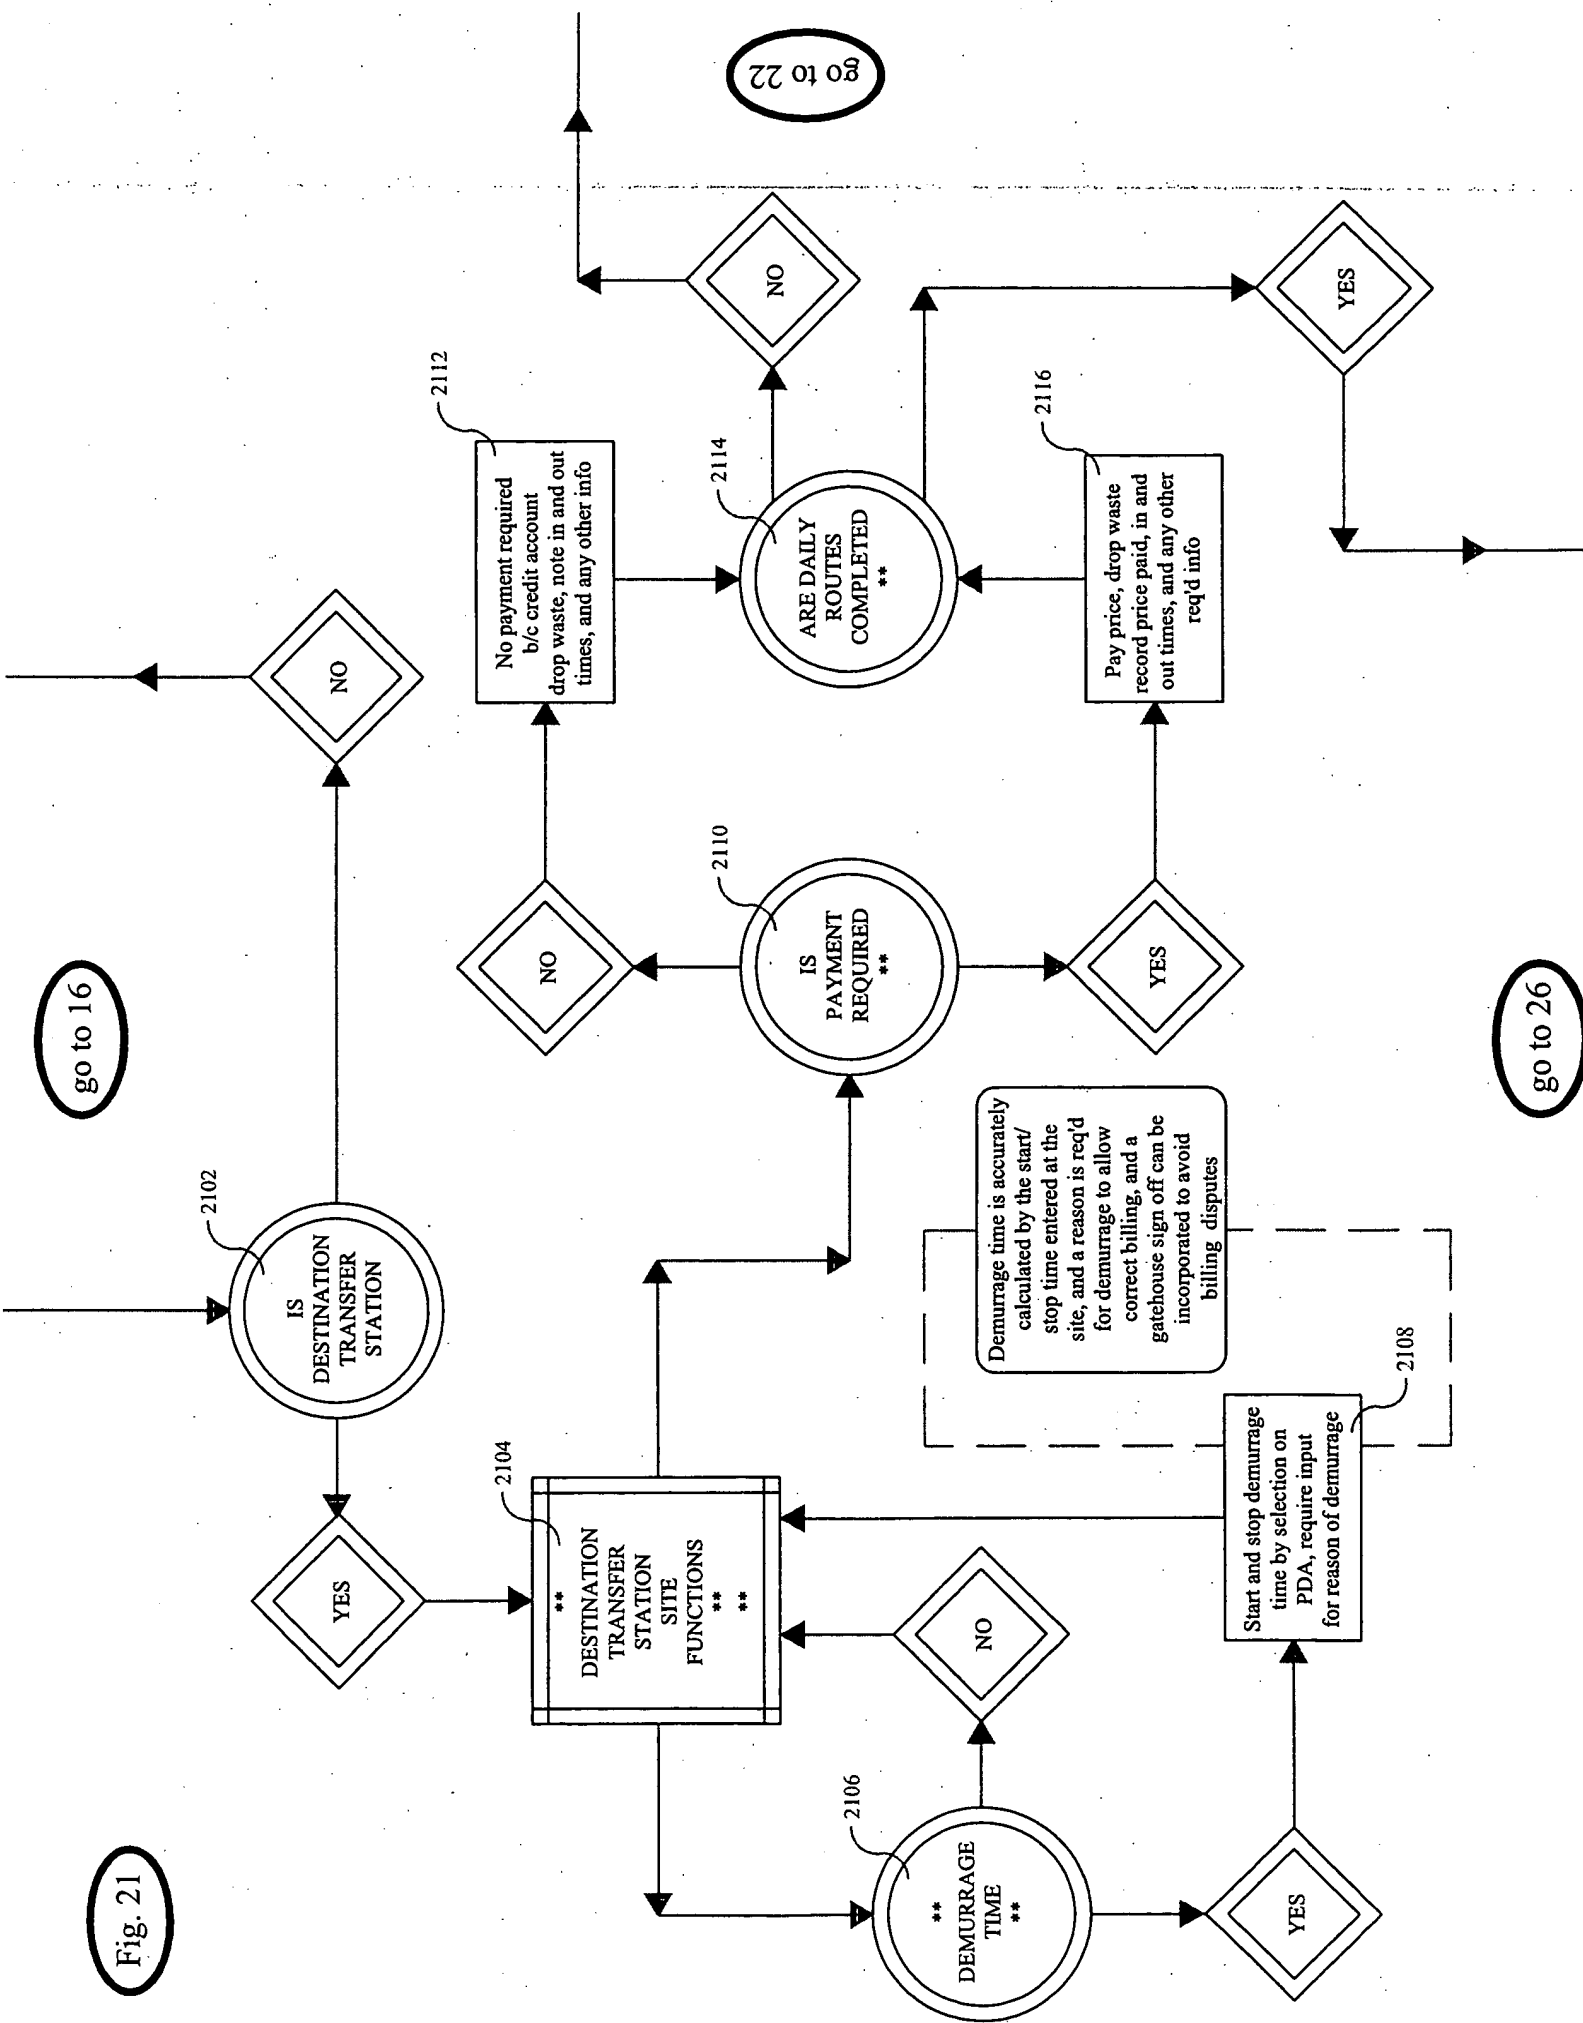 Fig. 21
go to 16
2102
IS
DESTINATION
TRANSFER
STATION
YES
NO
2104
**
DESTINATION
TRANSFER
STATION
SITE
FUNCTIONS
**
**
2106
**
DEMURRAGE
TIME
**
NO
YES
Start and stop demurrage
time by selection on
PDA, require input
for reason of demurrage
2108
Demurrage time is accurately
calculated by the start/
stop time entered at the
site, and a reason is req'd
for demurrage to allow
correct billing, and a
gatehouse sign off can be
incorporated to avoid
billing disputes
2110
IS
PAYMENT
REQUIRED
**
NO
YES
2112
No payment required
b/c credit account
drop waste, note in and out
times, and any other info
2114
ARE DAILY
ROUTES
COMPLETED
**
2116
Pay price, drop waste
record price paid, in and
out times, and any other
req'd info
NO
YES
go to 22
go to 26